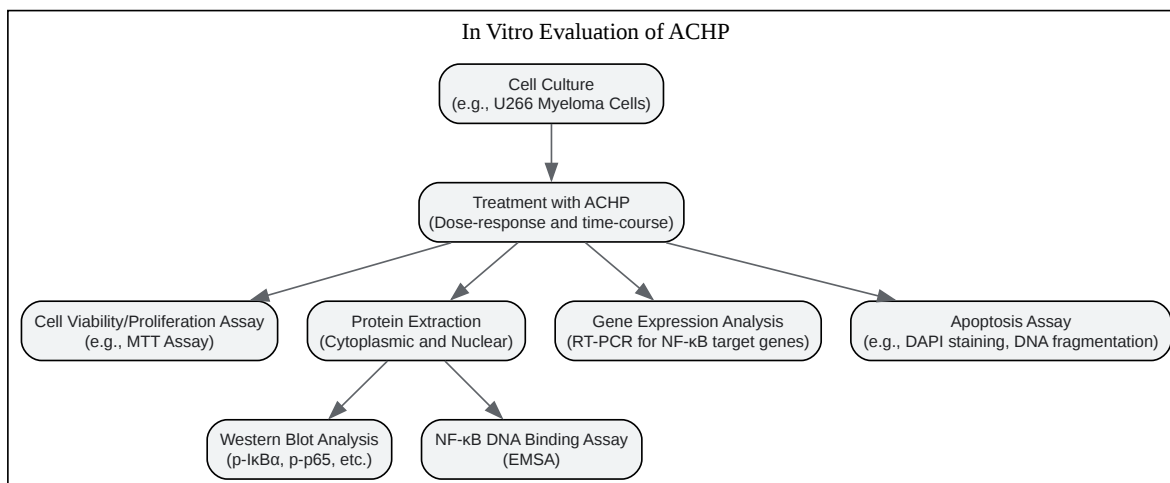 In Vitro Evaluation of ACHP
Cell Culture
(e.g., U266 Myeloma Cells)
Treatment with ACHP
(Dose-response and time-course)
Cell Viability/Proliferation Assay
(e.g., MTT Assay)
Protein Extraction
(Cytoplasmic and Nuclear)
Gene Expression Analysis
(RT-PCR for NF-κB target genes)
Apoptosis Assay
(e.g., DAPI staining, DNA fragmentation)
Western Blot Analysis
(p-IκBα, p-p65, etc.)
NF-κB DNA Binding Assay
(EMSA)